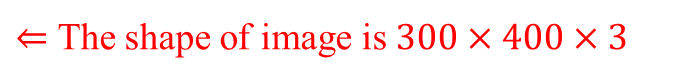 ⇐ The shape of image is 300 × 400 × 3